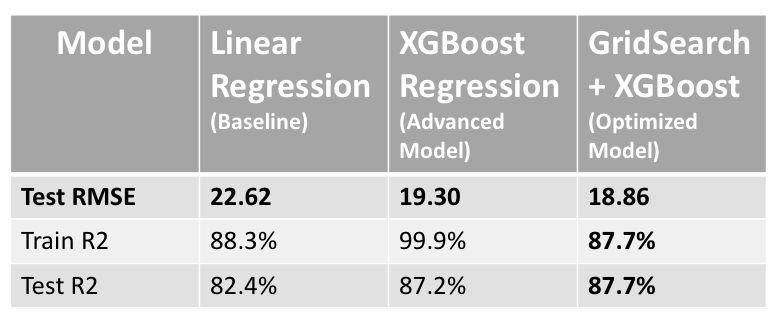 Model Linear Regression (Baseline) XGBoost Regression (Advanced Model) GridSearch + XGBoost (Optimized Model)
Test RMSE 22.62 19.30 18.86
Train R2 88.3% 99.9% 87.7%
Test R2 82.4% 87.2% 87.7%